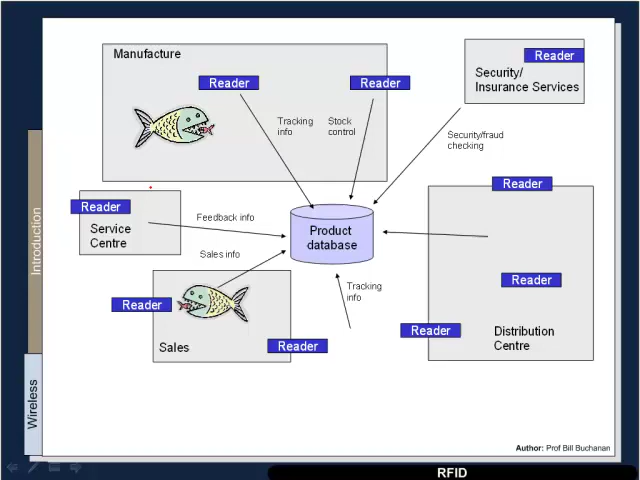 Manufacture
Reader
Reader
Reader
Security/
Insurance Services
Tracking
info
Stock
control
Security/fraud
checking
Reader
Reader
Service
Centre
Feedback info
Product
database
Sales info
Tracking
info
Reader
Reader
Sales
Reader
Reader
Distribution
Centre
Introduction
Wireless
Author: Prof Bill Buchanan
RFID